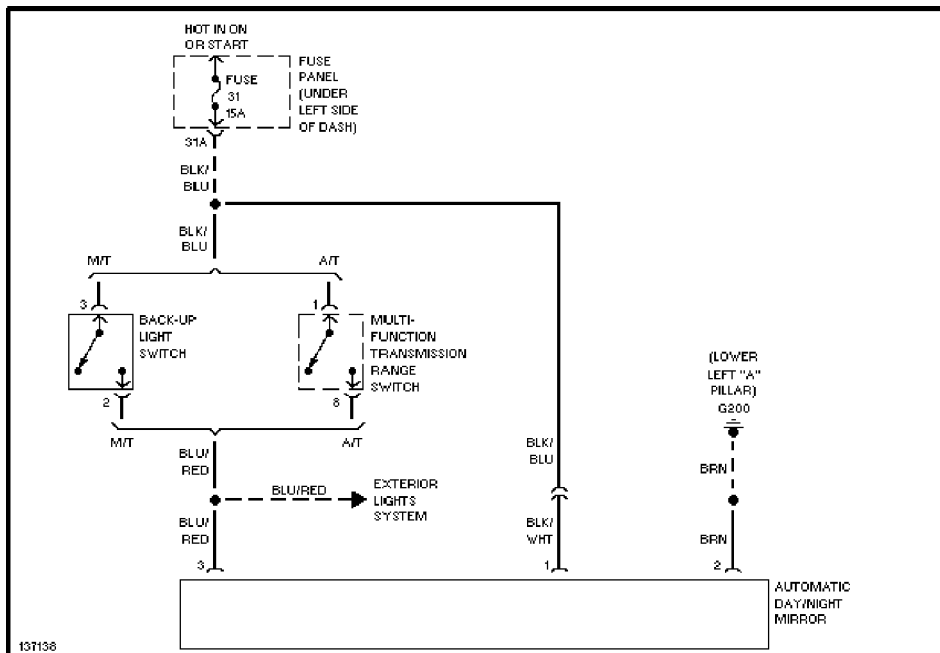 HOT IN ON
OR START
FUSE
31
15A
FUSE
PANEL
(UNDER
LEFT SIDE
OF DASH)
31A
BLK/
BLU
BLK/
BLU
M/T
A/T
3
1
BACK-UP
LIGHT
SWITCH
MULTI-
FUNCTION
TRANSMISSION
RANGE
SWITCH
2
8
M/T
A/T
(LOWER
LEFT "A"
PILLAR)
G200
BLU/
RED
BLU/RED
EXTERIOR
LIGHTS
SYSTEM
BLK/
BLU
BRN
BLU/
RED
BLK/
WHT
BRN
3
1
2
AUTOMATIC
DAY/NIGHT
MIRROR
137138